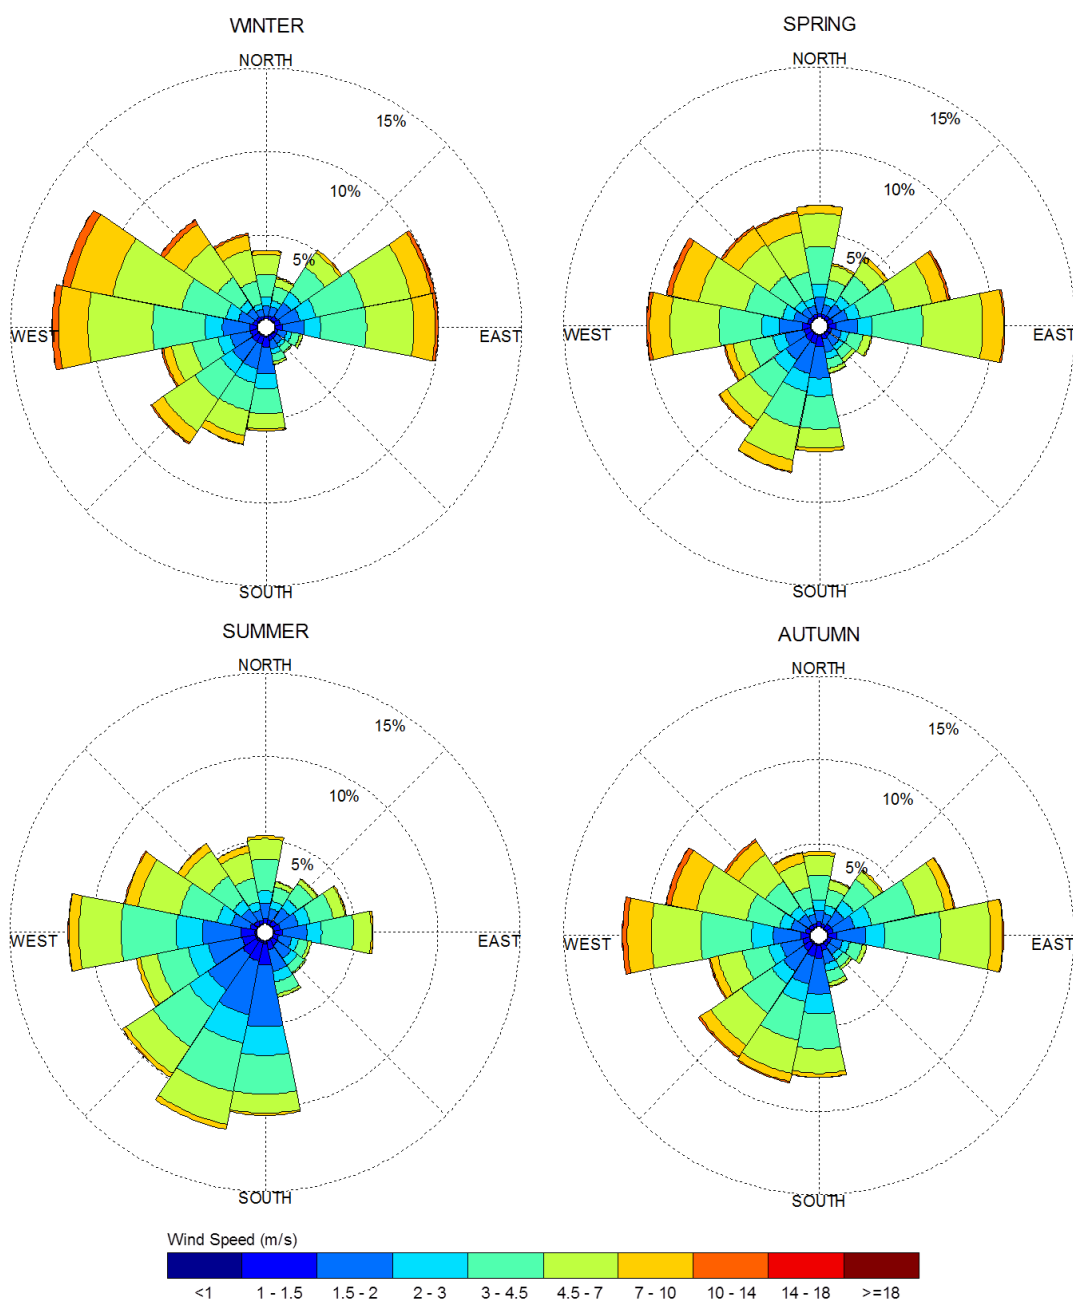 WINTER
NORTH
15%
10%
5%
WEST
EAST
SOUTH
SPRING
NORTH
15%
10%
5%
WEST
EAST
SOUTH
SUMMER
NORTH
15%
10%
5%
WEST
EAST
SOUTH
AUTUMN
NORTH
15%
10%
5%
WEST
EAST
SOUTH
Wind Speed (m/s)
<1 1 - 1.5 1.5 - 2 2 - 3 3 - 4.5 4.5 - 7 7 - 10 10 - 14 14 - 18 >=18